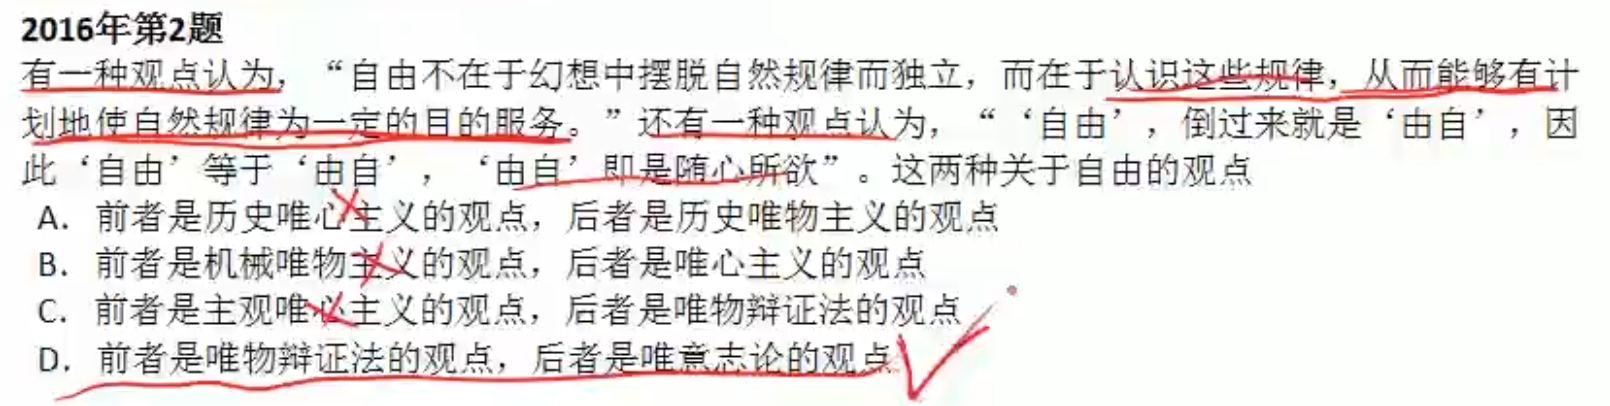 2016年第2题
有一种观点认为，“自由不在于幻想中摆脱自然规律而独立，而在于认识这些规律，从而能够有计
划地使自然规律为一定的目的服务。”还有一种观点认为，“‘自由’，倒过来就是‘由自’，因
此‘自由’等于‘由自’，‘由自’即是随心所欲”。这两种关于自由的观点
A. 前者是历史唯心主义的观点，后者是历史唯物主义的观点
B. 前者是机械唯物主义的观点，后者是唯心主义的观点
C. 前者是主观唯心主义的观点，后者是唯物辩证法的观点
D. 前者是唯物辩证法的观点，后者是唯意志论的观点